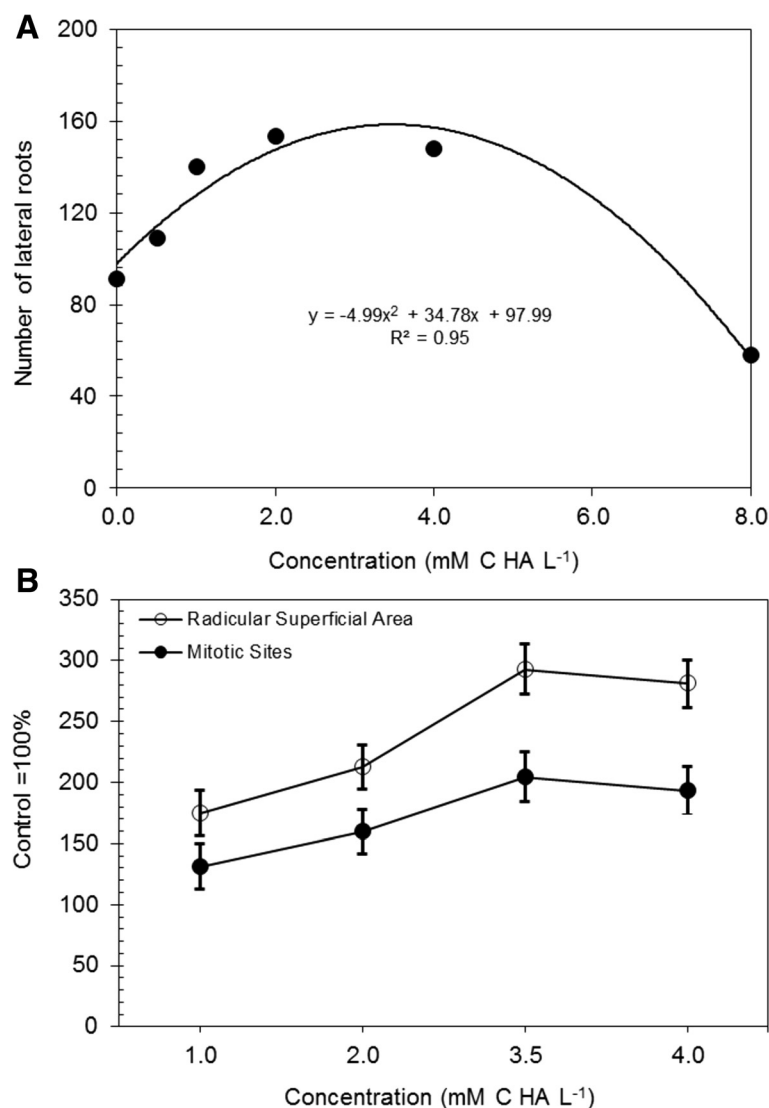 A
200
160
120
80
40
0
Number of lateral roots
y = -4.99x² + 34.78x + 97.99
R² = 0.95
0.0 2.0 4.0 6.0 8.0
Concentration (mM C HA L⁻¹)
B
350
300
250
200
150
100
50
0
Control =100%
Radicular Superficial Area
Mitotic Sites
1.0 2.0 3.5 4.0
Concentration (mM C HA L⁻¹)